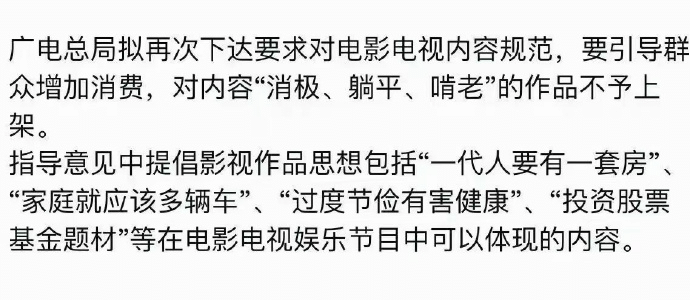 广电总局拟再次下达要求对电影电视内容规范，要引导群
众增加消费，对内容“消极、躺平、啃老”的作品不予上
架。
指导意见中提倡影视作品思想包括“一代人要有一套房”、
“家庭就应该多辆车”、“过度节俭有害健康”、“投资股票
基金题材”等在电影电视娱乐节目中可以体现的内容。